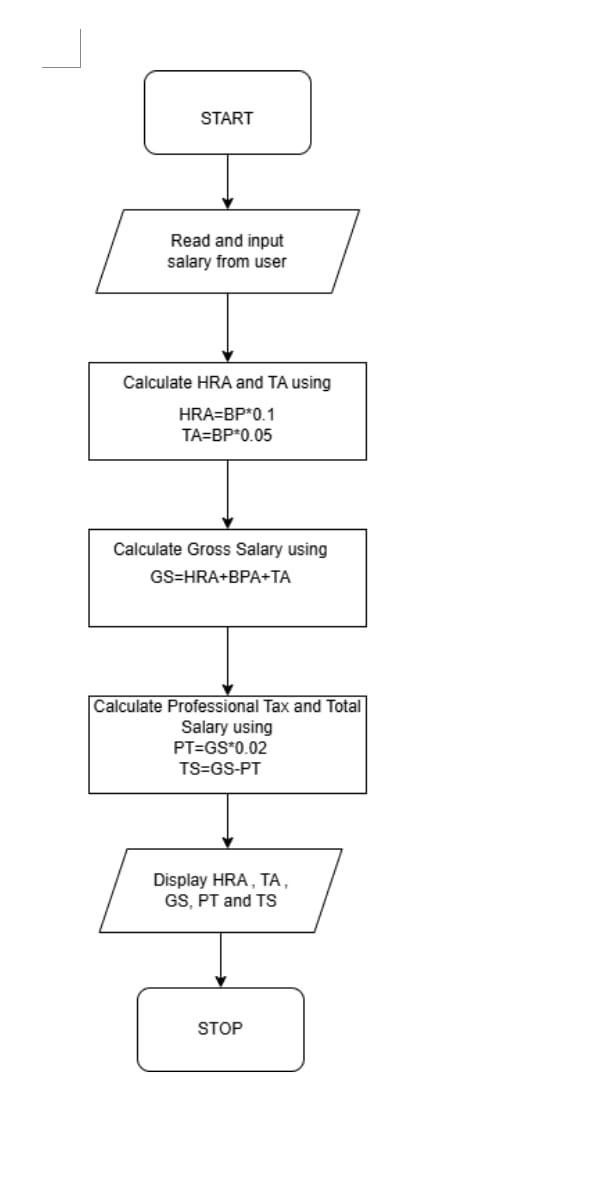 START
Read and input
salary from user
Calculate HRA and TA using
HRA=BP*0.1
TA=BP*0.05
Calculate Gross Salary using
GS=HRA+BPA+TA
Calculate Professional Tax and Total
Salary using
PT=GS*0.02
TS=GS-PT
Display HRA , TA ,
GS, PT and TS
STOP